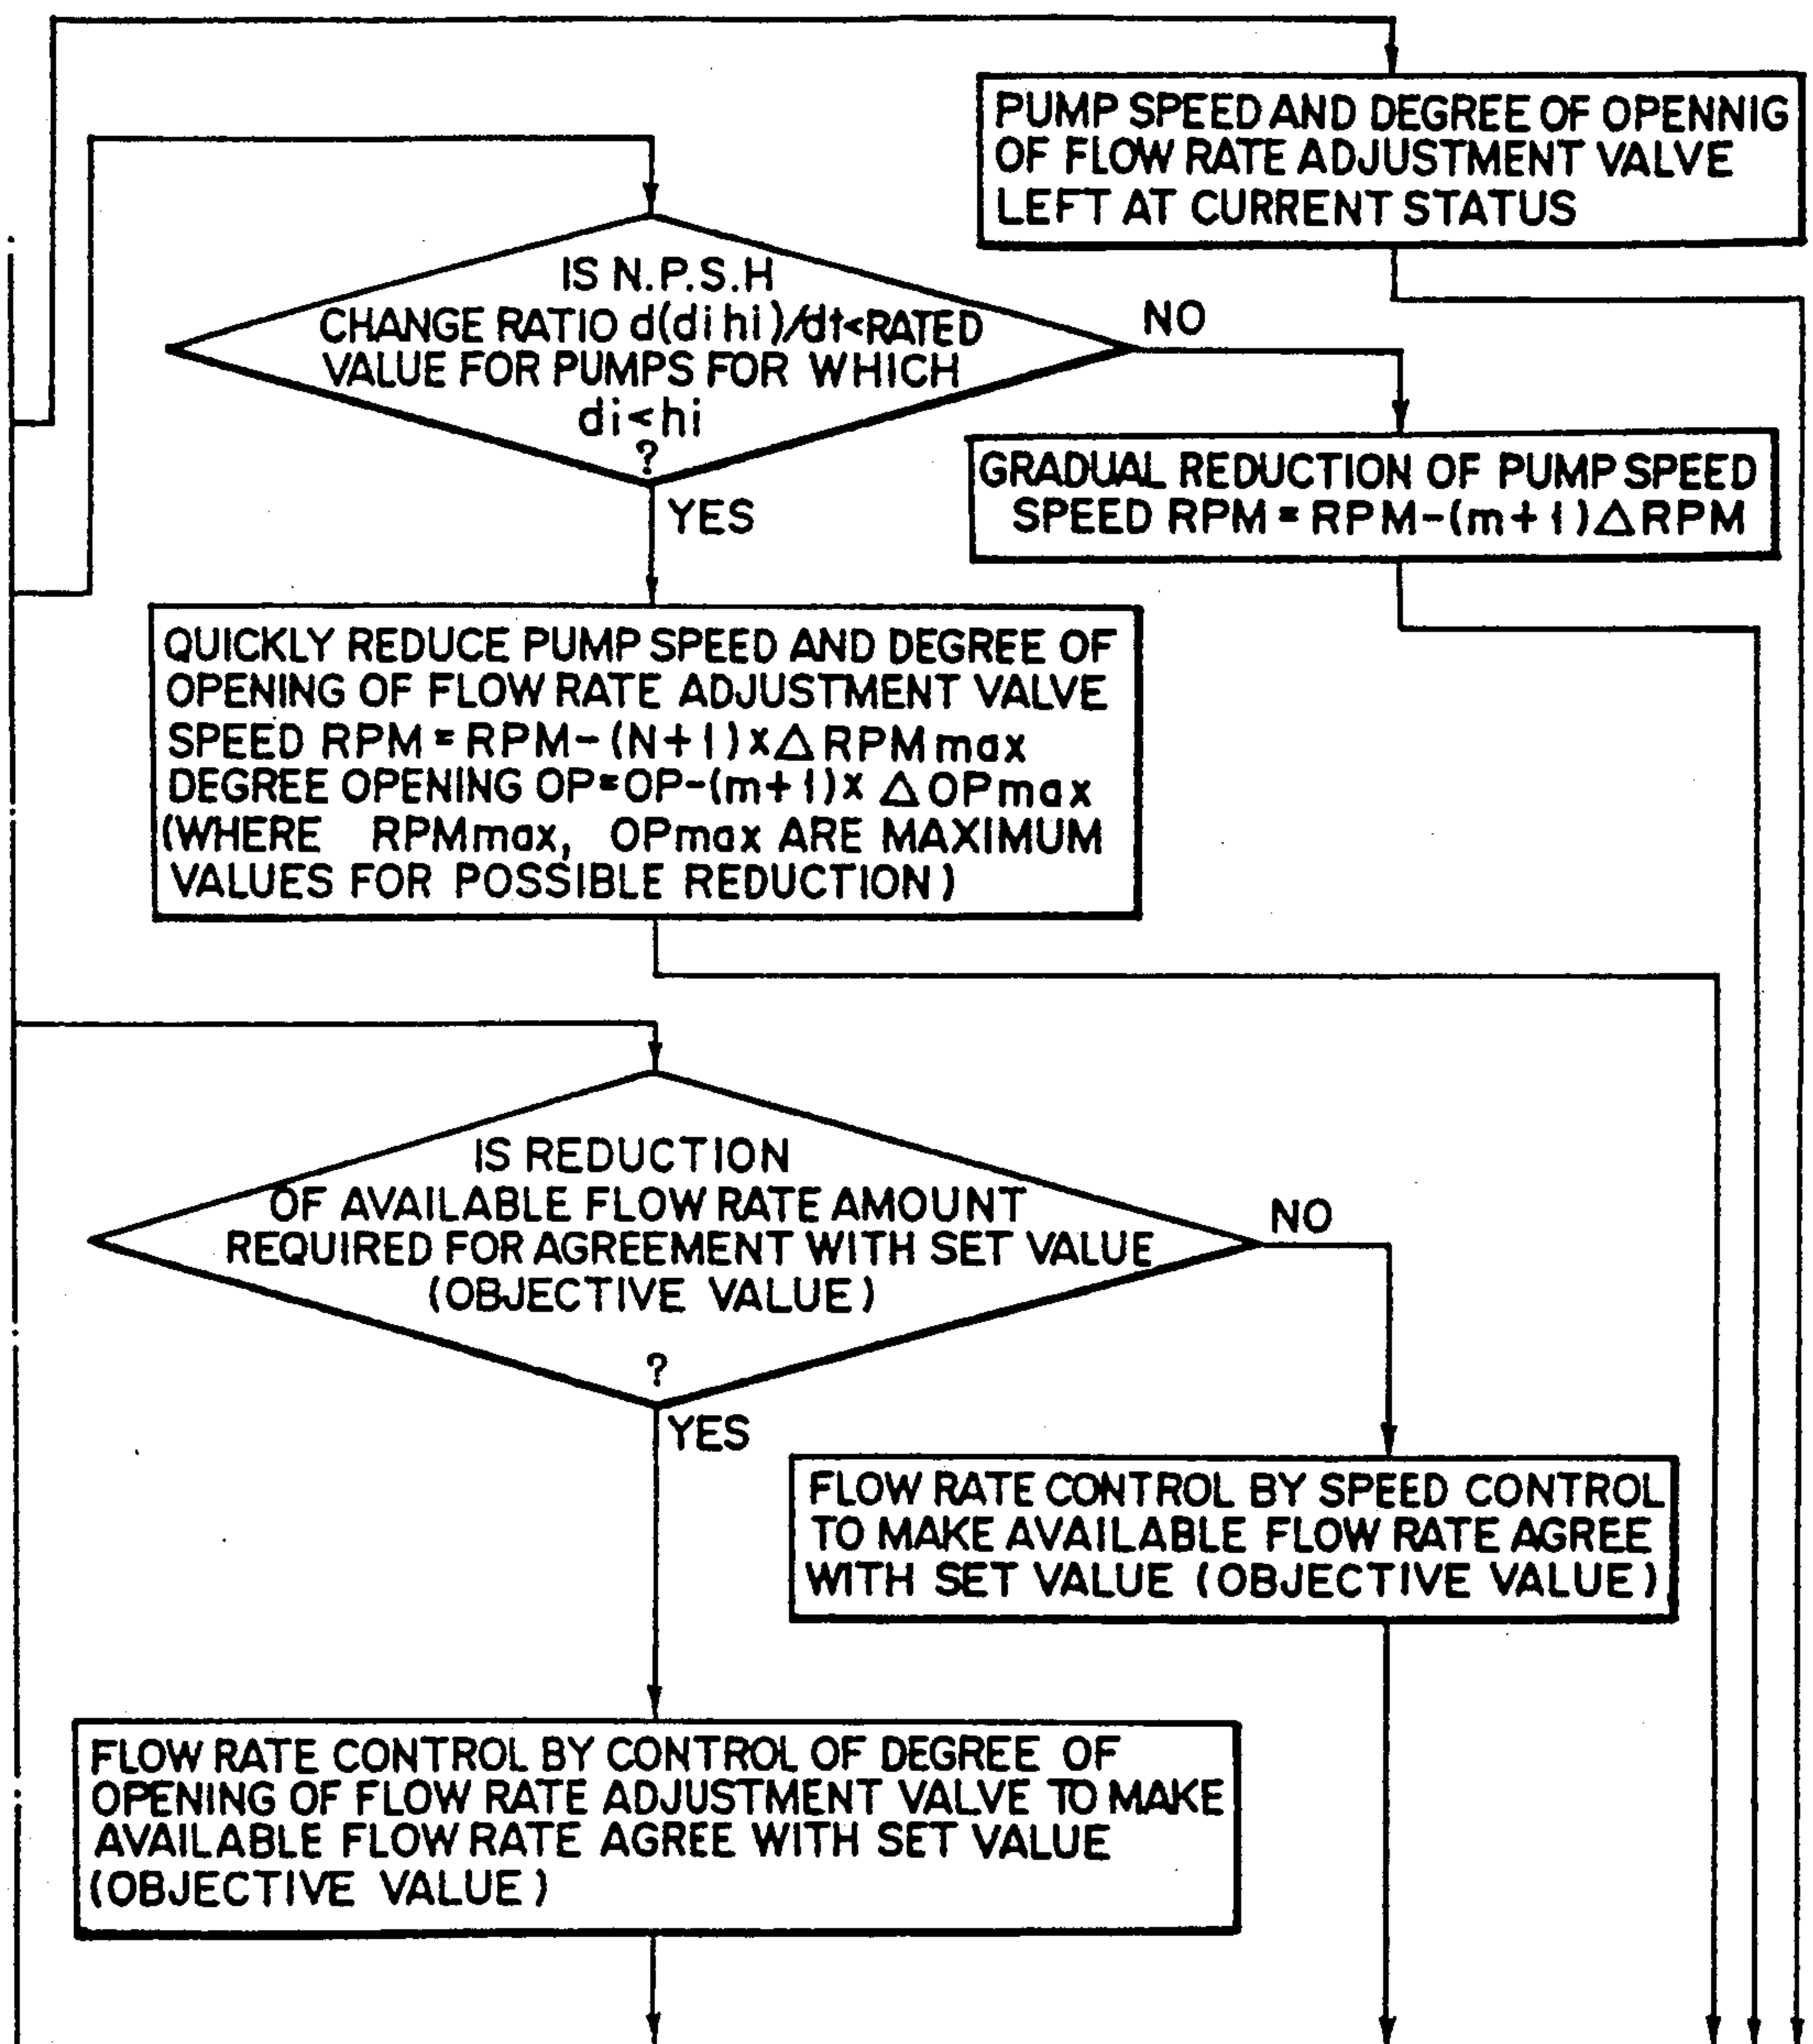 PUMP SPEED AND DEGREE OF OPENNIG
OF FLOW RATE ADJUSTMENT VALVE
LEFT AT CURRENT STATUS
IS N.P.S.H
CHANGE RATIO d(di hi)/dt<RATED
VALUE FOR PUMPS FOR WHICH
di<hi
?
NO
YES
GRADUAL REDUCTION OF PUMP SPEED
SPEED RPM = RPM-(m+1)△RPM
QUICKLY REDUCE PUMP SPEED AND DEGREE OF
OPENING OF FLOW RATE ADJUSTMENT VALVE
SPEED RPM = RPM-(N+1)x△RPMmax
DEGREE OPENING OP=OP-(m+1)x △OPmax
(WHERE RPMmax, OPmax ARE MAXIMUM
VALUES FOR POSSIBLE REDUCTION)
IS REDUCTION
OF AVAILABLE FLOW RATE AMOUNT
REQUIRED FOR AGREEMENT WITH SET VALUE
(OBJECTIVE VALUE)
?
NO
YES
FLOW RATE CONTROL BY SPEED CONTROL
TO MAKE AVAILABLE FLOW RATE AGREE
WITH SET VALUE (OBJECTIVE VALUE)
FLOW RATE CONTROL BY CONTROL OF DEGREE OF
OPENING OF FLOW RATE ADJUSTMENT VALVE TO MAKE
AVAILABLE FLOW RATE AGREE WITH SET VALUE
(OBJECTIVE VALUE)